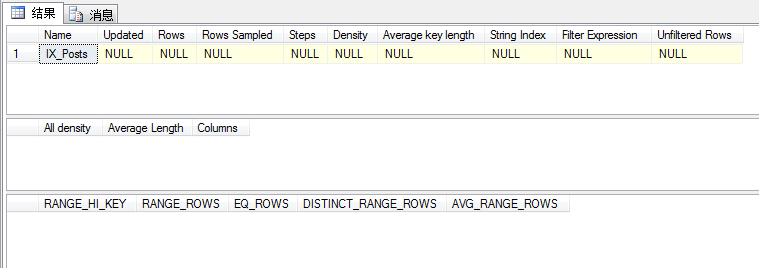 结果 消息
Name Updated Rows Rows Sampled Steps Density Average key length String Index Filter Expression Unfiltered Rows
1 IX_Posts NULL NULL NULL NULL NULL NULL NULL NULL NULL
All density Average Length Columns
RANGE_HI_KEY RANGE_ROWS EQ_ROWS DISTINCT_RANGE_ROWS AVG_RANGE_ROWS